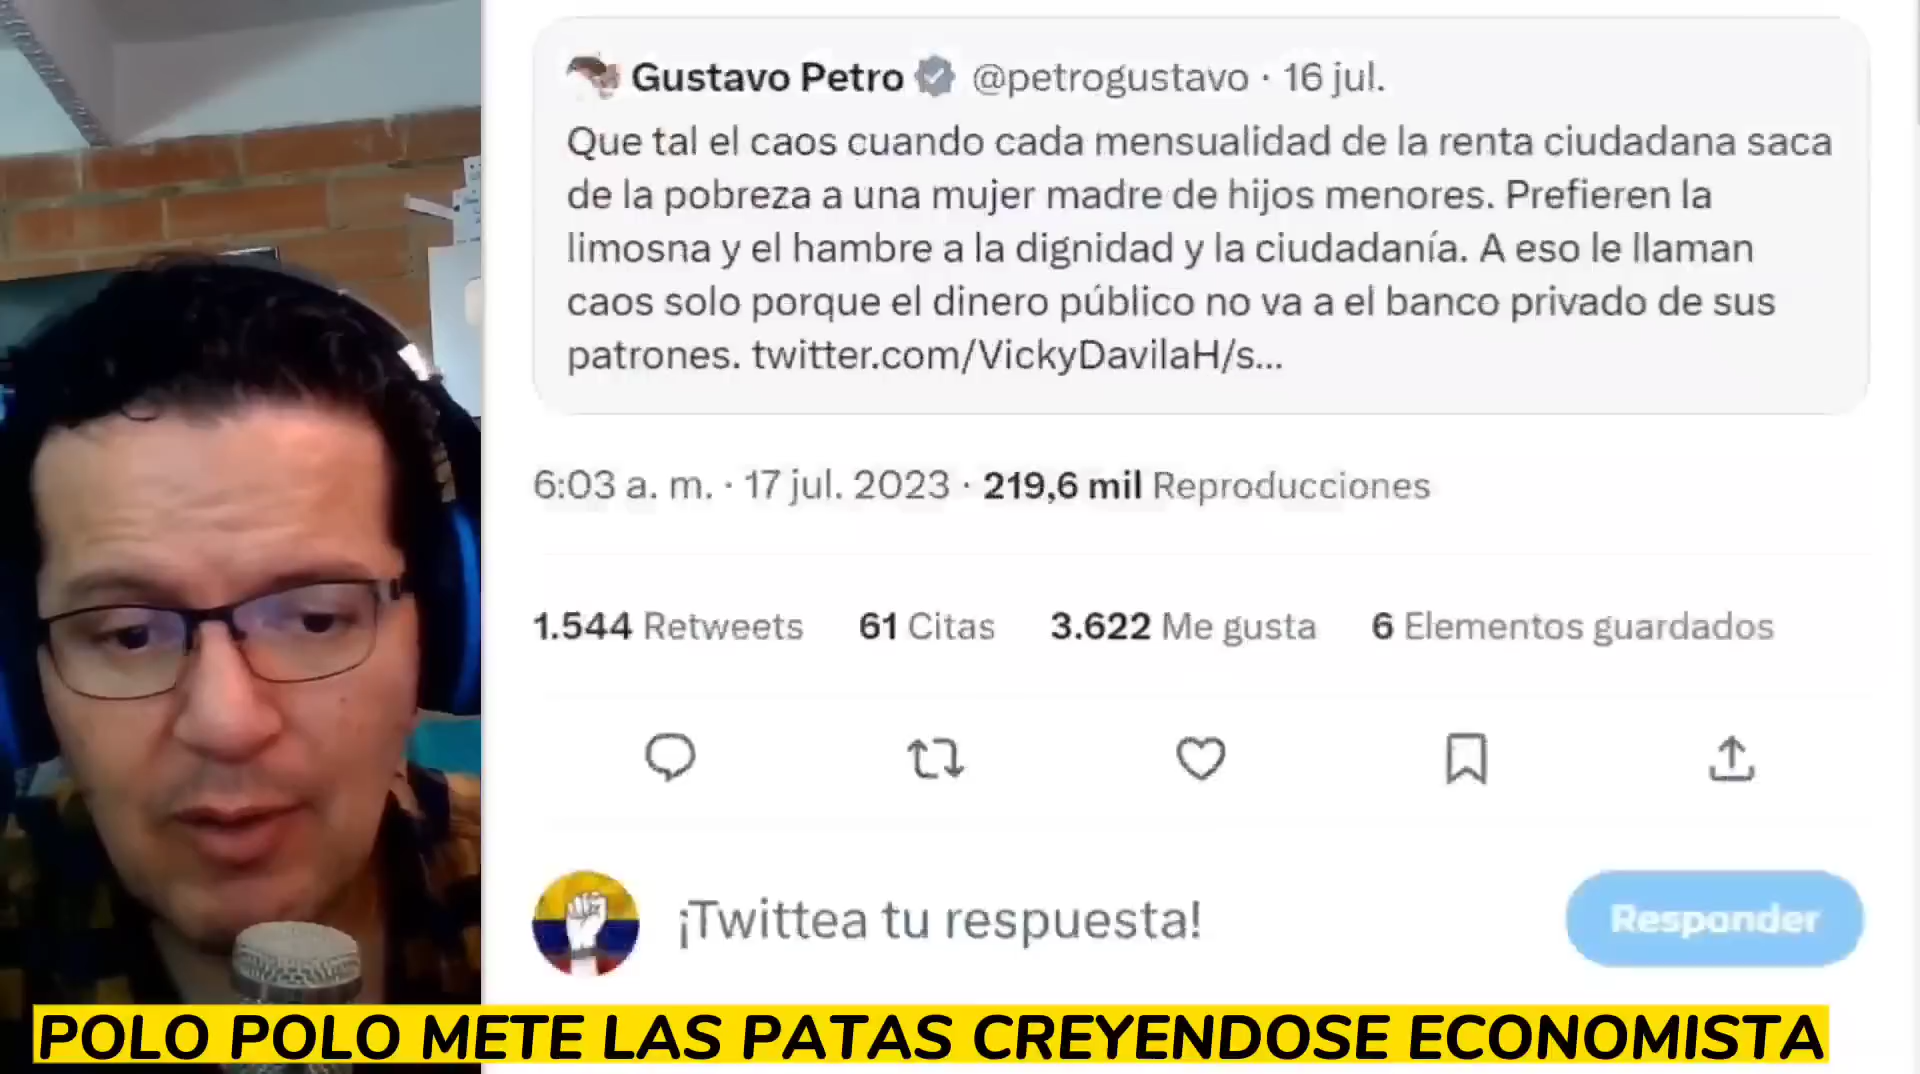 Gustavo Petro @petrogustavo · 16 jul.
Que tal el caos cuando cada mensualidad de la renta ciudadana saca
de la pobreza a una mujer madre de hijos menores. Prefieren la
limosna y el hambre a la dignidad y la ciudadanía. A eso le llaman
caos solo porque el dinero público no va a el banco privado de sus
patrones. twitter.com/VickyDavilaH/s...
6:03 a. m. · 17 jul. 2023 · 219,6 mil Reproducciones
1.544 Retweets 61 Citas 3.622 Me gusta 6 Elementos guardados
¡Twittea tu respuesta! Responder
POLO POLO METE LAS PATAS CREYENDOSE ECONOMISTA